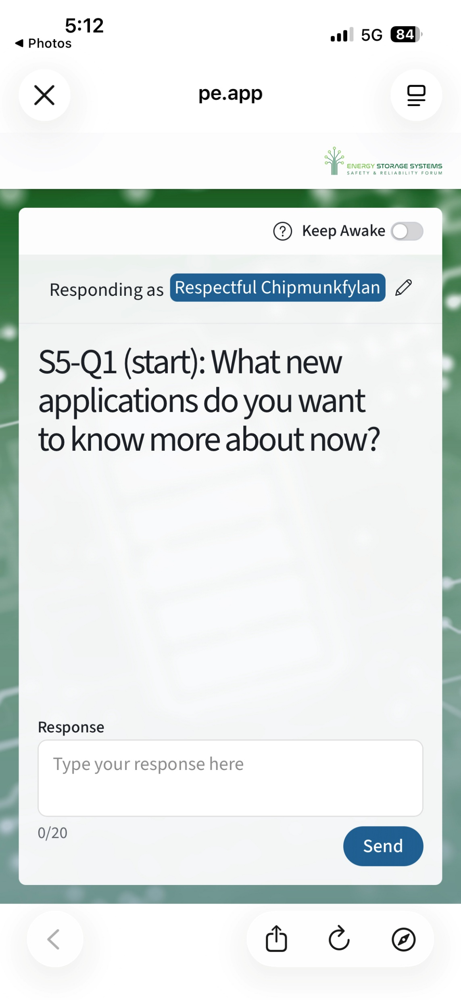 5:12
◀ Photos
5G
84
pe.app
ENERGY STORAGE SYSTEMS
SAFETY & RELIABILITY FORUM
? Keep Awake
Responding as Respectful Chipmunkfylan
S5-Q1 (start): What new
applications do you want
to know more about now?
Response
Type your response here
0/20
Send